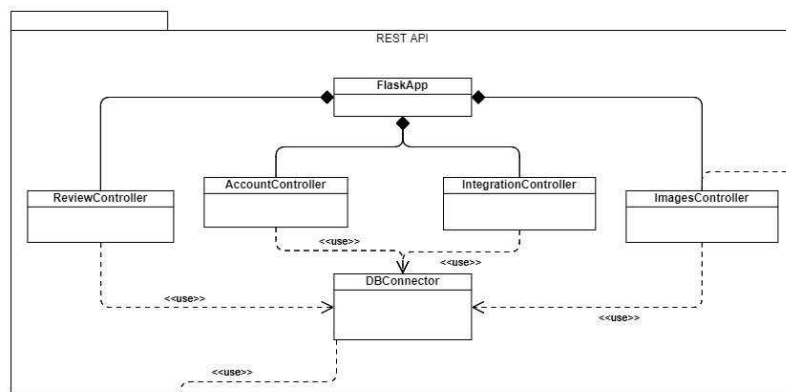 REST API
FlaskApp
AccountController
IntegrationController
ReviewController
ImagesController
<<use>>
<<use>>
DBConnector
<<use>>
<<use>>
<<use>>